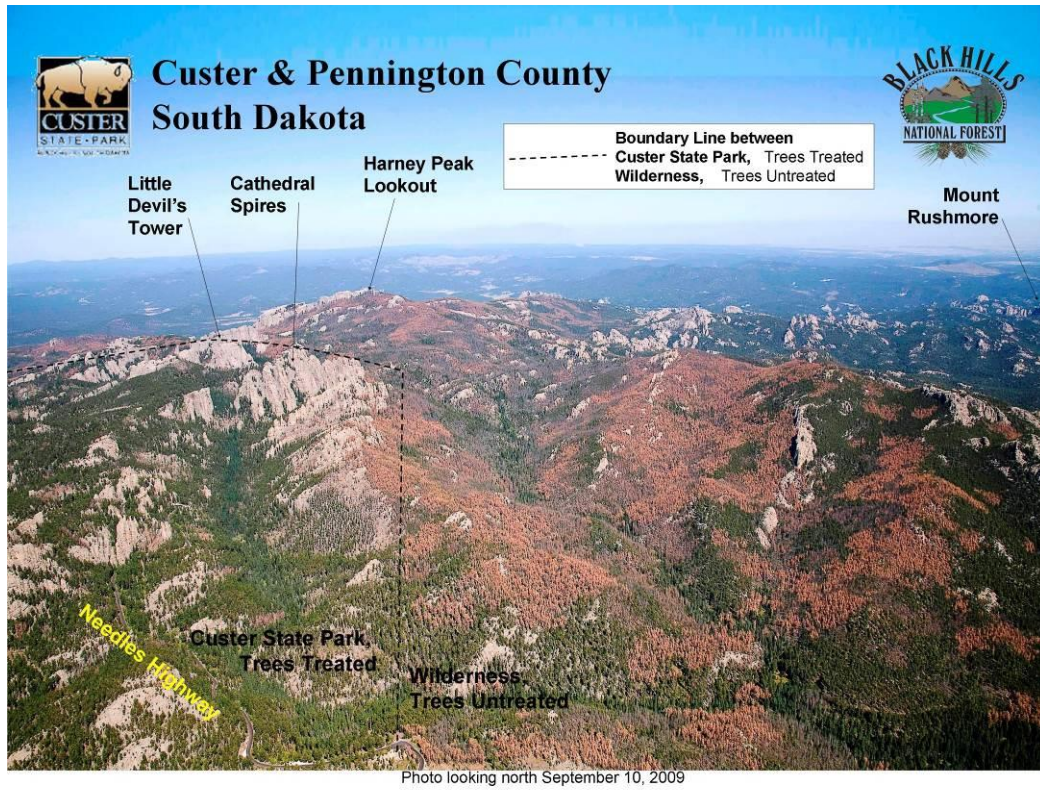 Custer & Pennington County
South Dakota
CUSTER
STATE•PARK
BLACK HILLS
NATIONAL FOREST
Boundary Line between
Custer State Park, Trees Treated
Wilderness, Trees Untreated
Little
Devil's
Tower
Cathedral
Spires
Harney Peak
Lookout
Mount
Rushmore
Needles Highway
Custer State Park,
Trees Treated
Wilderness,
Trees Untreated
Photo looking north September 10, 2009